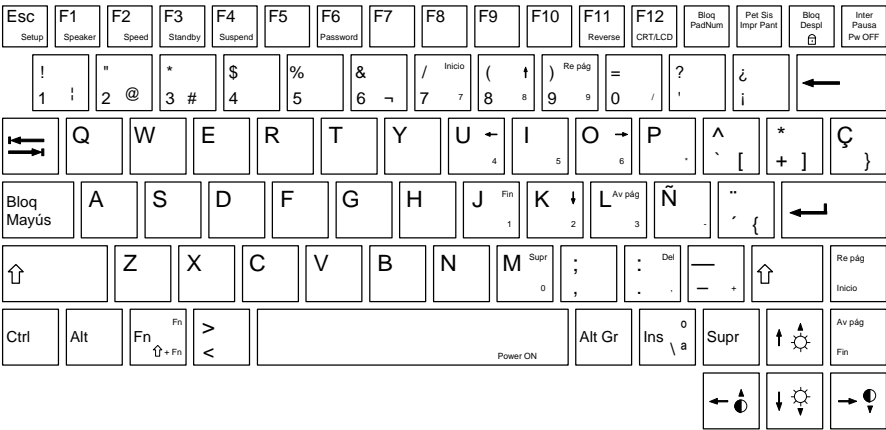 Esc F1 F2 F3 F4 F5 F6 F7 F8 F9 F10 F11 F12 Bloq PadNum Pet Sis Impr Pant Bloq Despl Inter Pausa
Setup Speaker Speed Standby Suspend Password Reverse CRT/LCD Pw OFF
! " * $ % & / Inicio ( ↑ ) Re pág = ? ¿
1 ¦ 2 @ 3 # 4 5 6 ¬ 7 7 8 8 9 9 0 / ' ¡ ←
Q W E R T Y U ← I O → P ^ * Ç
4 5 6 * ` [ + ] }
Bloq Mayús A S D F G H J Fin K ↓ L Av pág Ñ ¨
1 2 3 - ´ {
⇧ Z X C V B N M Supr ; : Del — ⇧ Re pág
0 , . . – + Inicio
Ctrl Alt Fn Fn > Alt Gr Ins º Supr ↑ Av pág
⇧ + Fn < Power ON \ ª Fin
← ↓ →